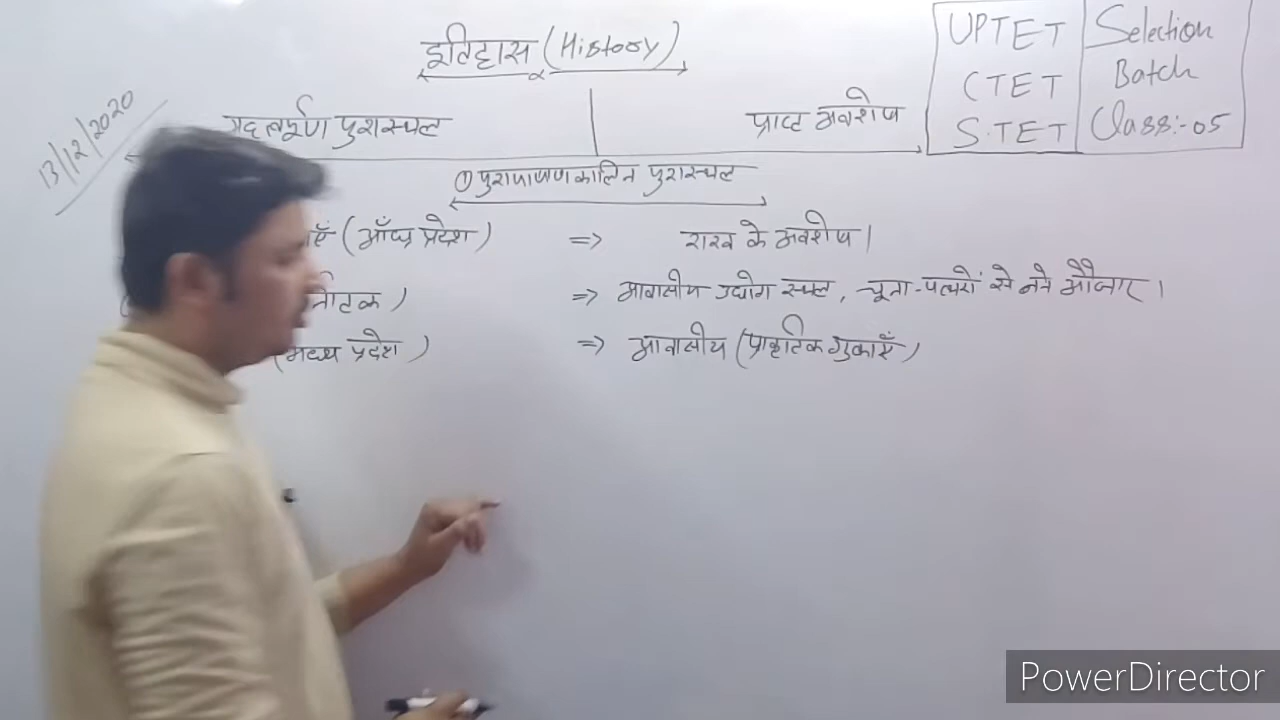 इतिहास (History)
13/12/2020
महत्वपूर्ण पुरास्थल
प्राप्त अवशेष
UPTET
CTET
S.TET
Selection
Batch
Class:-05
① पुरापाषाणकालिन पुरास्थल
(आँध्र प्रदेश) => राख के अवशेष।
=> आवासीय उद्योग स्थल, चूना-पत्थरों से बने औजार।
(मध्य प्रदेश) => आवासीय (प्राकृतिक गुफाएँ)
PowerDirector